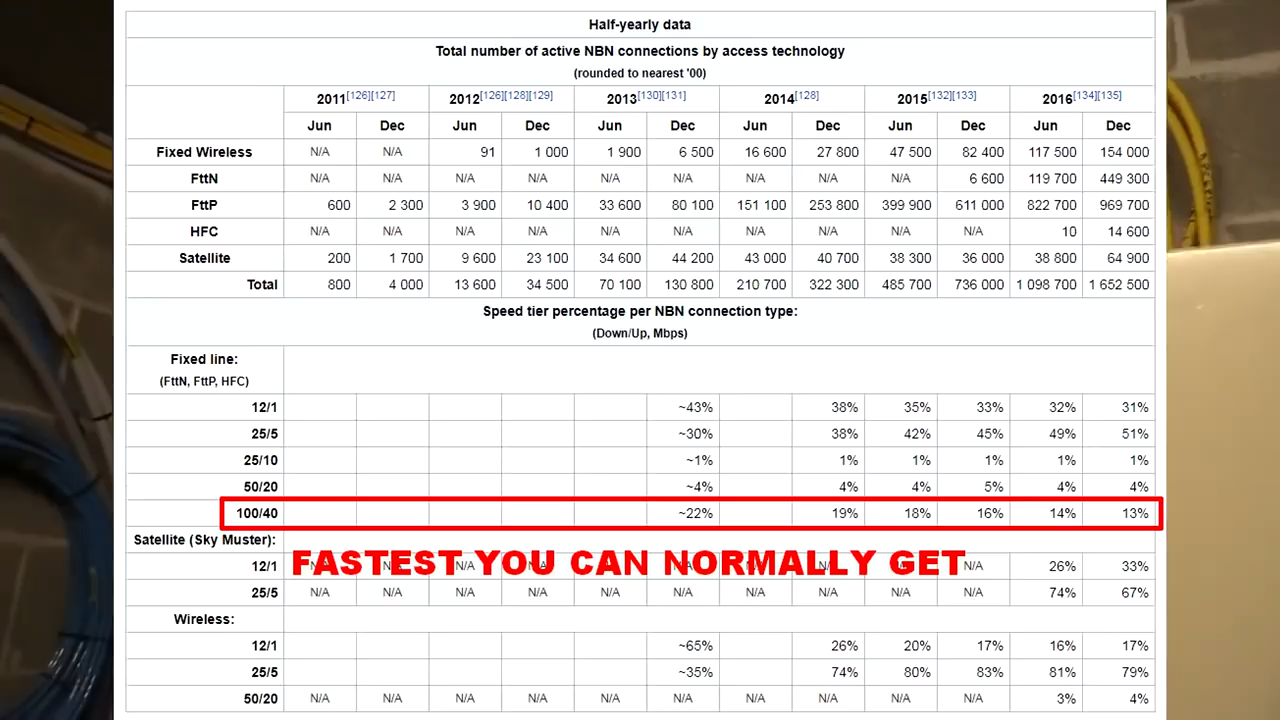 Half-yearly data
Total number of active NBN connections by access technology
(rounded to nearest '00)
2011[126][127] 2012[126][128][129] 2013[130][131] 2014[128] 2015[132][133] 2016[134][135]
Jun Dec Jun Dec Jun Dec Jun Dec Jun Dec Jun Dec
Fixed Wireless N/A N/A 91 1 000 1 900 6 500 16 600 27 800 47 500 82 400 117 500 154 000
FttN N/A N/A N/A N/A N/A N/A N/A N/A N/A 6 600 119 700 449 300
FttP 600 2 300 3 900 10 400 33 600 80 100 151 100 253 800 399 900 611 000 822 700 969 700
HFC N/A N/A N/A N/A N/A N/A N/A N/A N/A N/A 10 14 600
Satellite 200 1 700 9 600 23 100 34 600 44 200 43 000 40 700 38 300 36 000 38 800 64 900
Total 800 4 000 13 600 34 500 70 100 130 800 210 700 322 300 485 700 736 000 1 098 700 1 652 500
Speed tier percentage per NBN connection type:
(Down/Up, Mbps)
Fixed line:
(FttN, FttP, HFC)
12/1 ~43% 38% 35% 33% 32% 31%
25/5 ~30% 38% 42% 45% 49% 51%
25/10 ~1% 1% 1% 1% 1% 1%
50/20 ~4% 4% 4% 5% 4% 4%
100/40 ~22% 19% 18% 16% 14% 13%
Satellite (Sky Muster):
FASTEST YOU CAN NORMALLY GET
12/1 N/A 26% 33%
25/5 N/A N/A N/A N/A N/A N/A N/A N/A N/A N/A 74% 67%
Wireless:
12/1 ~65% 26% 20% 17% 16% 17%
25/5 ~35% 74% 80% 83% 81% 79%
50/20 N/A N/A N/A N/A N/A N/A N/A N/A N/A N/A 3% 4%